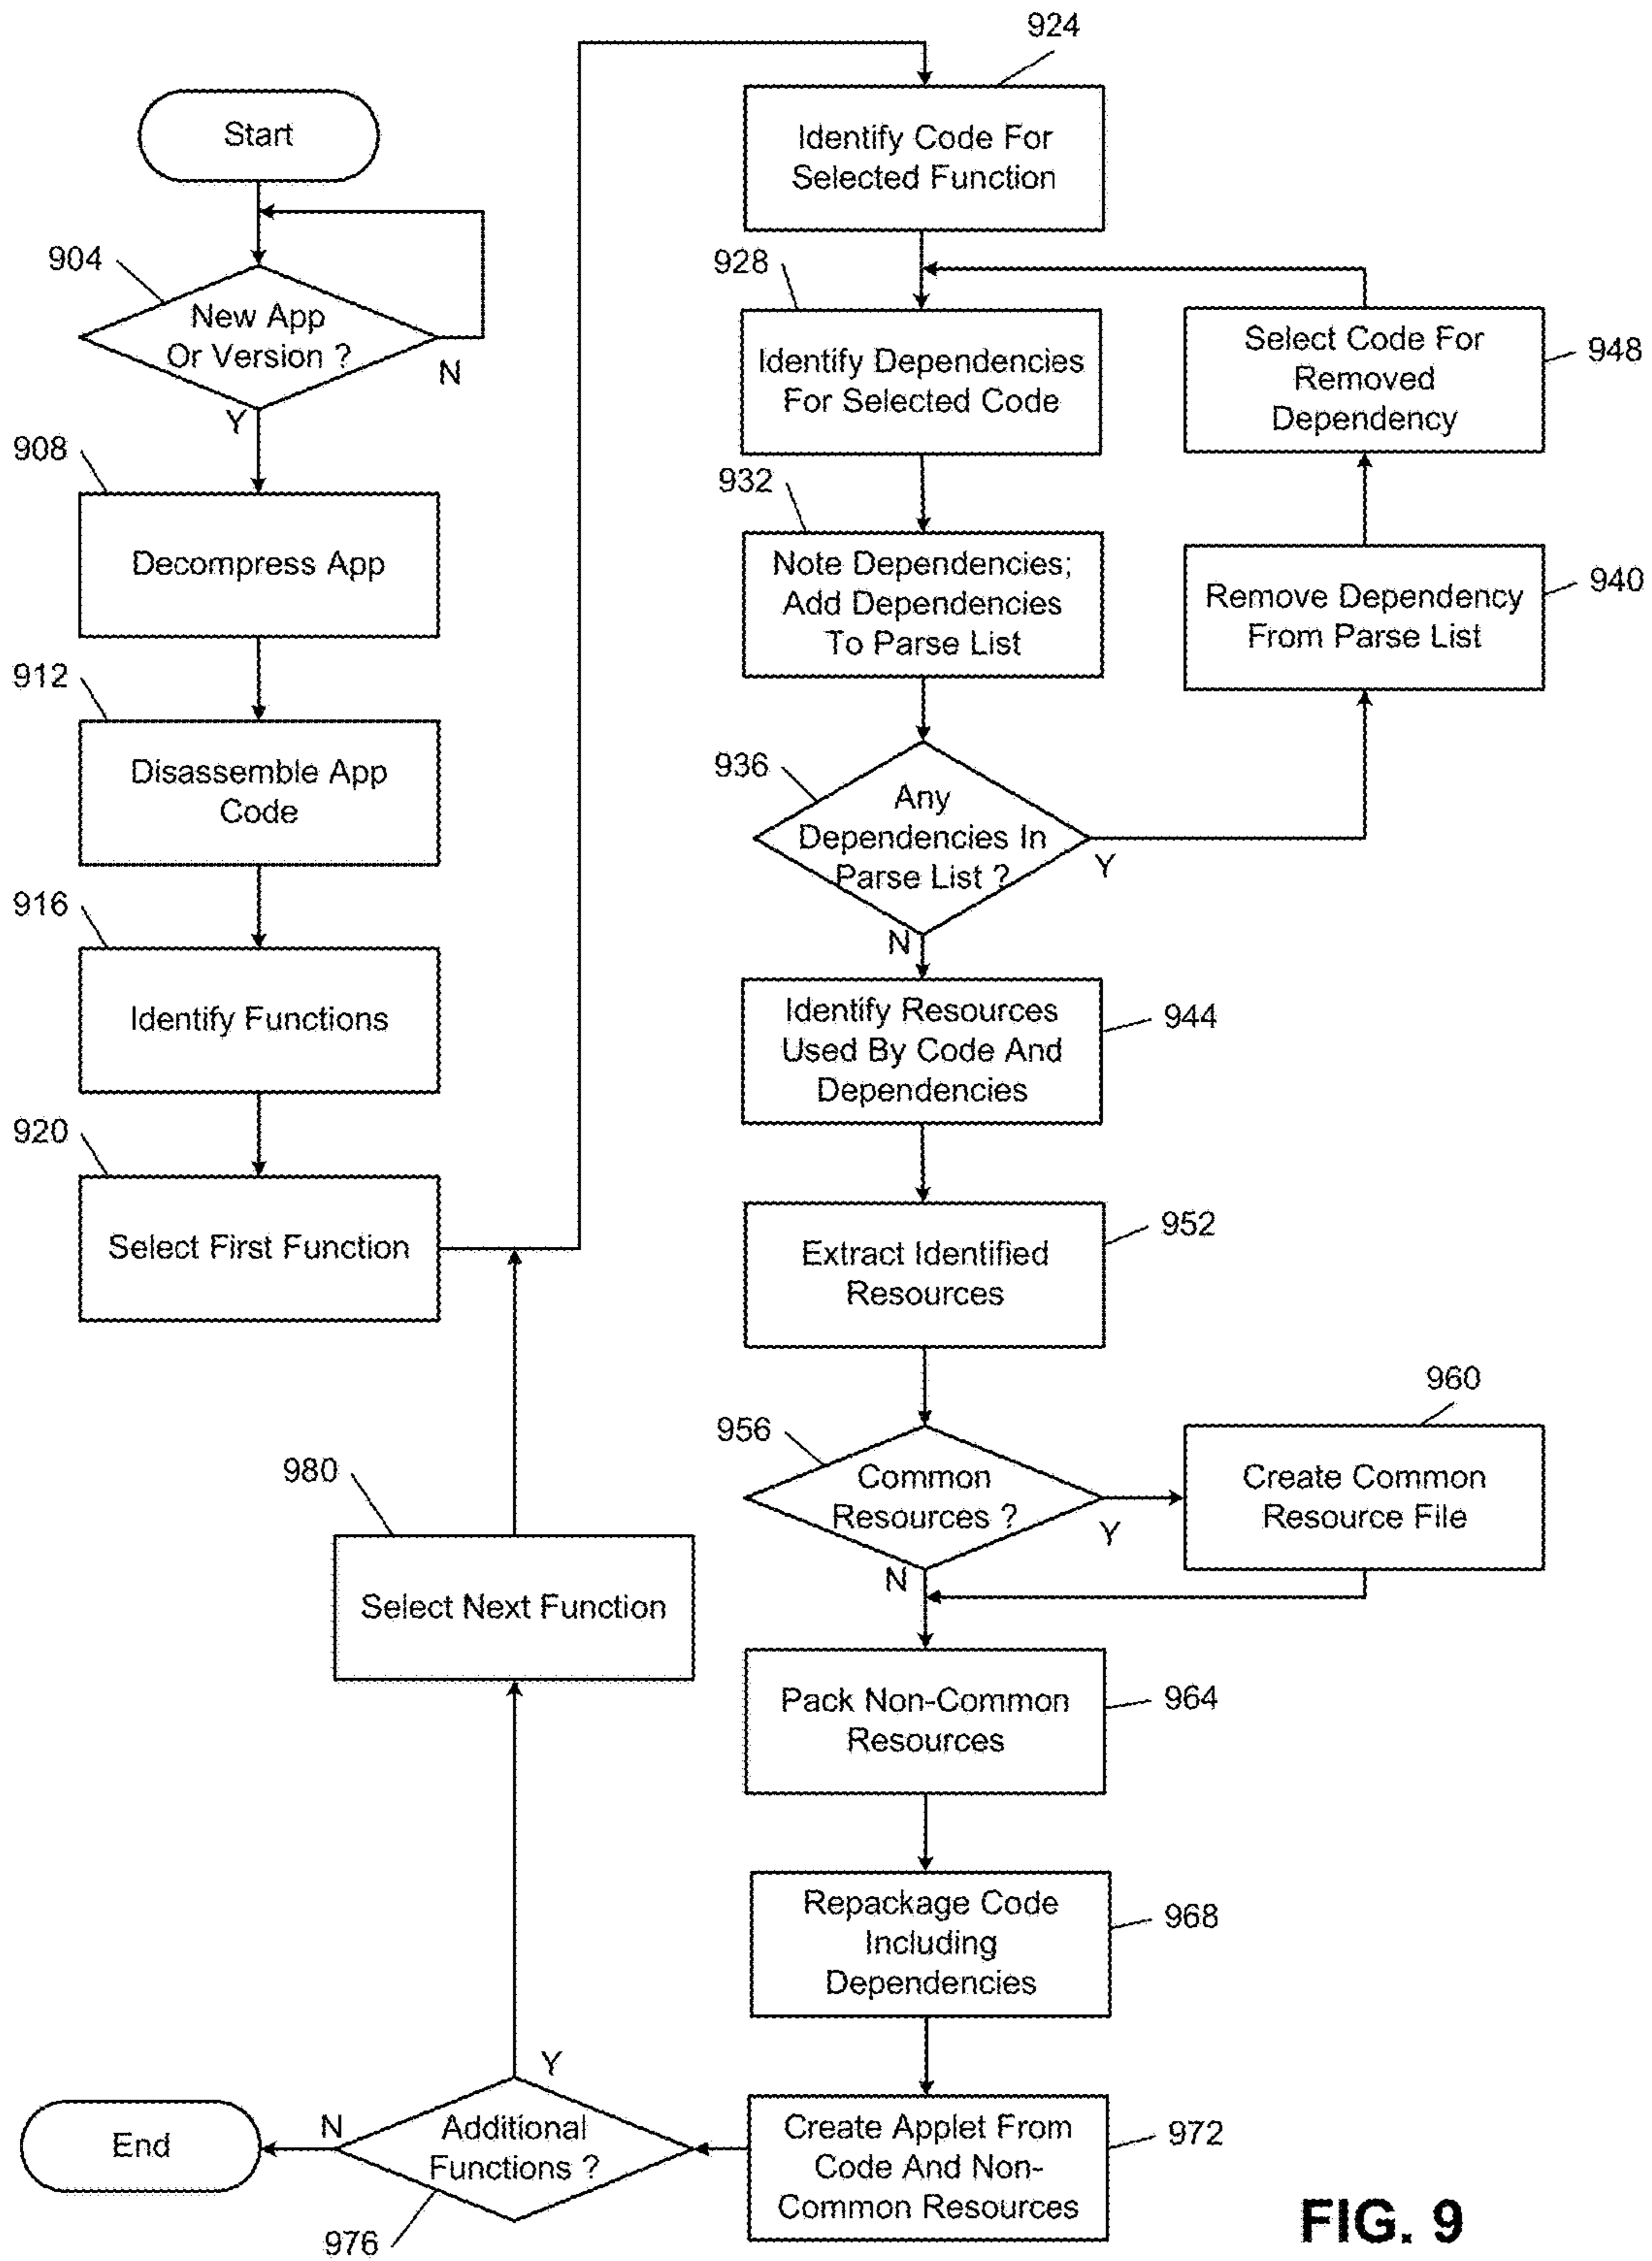 Start
904
New App
Or Version ?
N
Y
908
Decompress App
912
Disassemble App
Code
916
Identify Functions
920
Select First Function
924
Identify Code For
Selected Function
928
Identify Dependencies
For Selected Code
932
Note Dependencies;
Add Dependencies
To Parse List
936
Any
Dependencies In
Parse List ?
Y
N
940
Remove Dependency
From Parse List
948
Select Code For
Removed
Dependency
944
Identify Resources
Used By Code And
Dependencies
952
Extract Identified
Resources
956
Common
Resources ?
Y
N
960
Create Common
Resource File
964
Pack Non-Common
Resources
968
Repackage Code
Including
Dependencies
972
Create Applet From
Code And Non-
Common Resources
976
Additional
Functions ?
Y
N
980
Select Next Function
End
FIG. 9